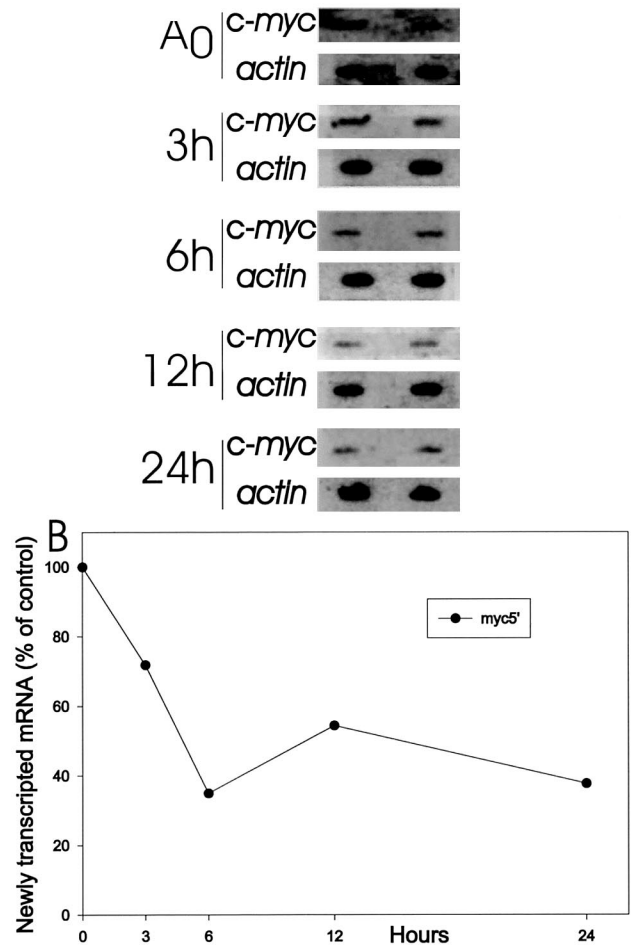 A0
c-myc
actin
3h
c-myc
actin
6h
c-myc
actin
12h
c-myc
actin
24h
c-myc
actin
B
Newly transcripted mRNA (% of control)
100
80
60
40
20
0
myc5'
0 3 6 12 24
Hours